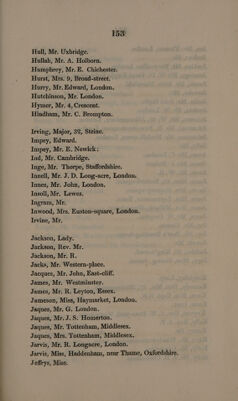 153
Hull, Mr. Uxbridge.
Hullah, Mr. A. Holborn.
Humphrey, Mr. E. Chichester.
Hurst, Mrs. 9, Broad-street.
Hurry, Mr. Edward, London.
Hutchinson, Mr. London.
Hymer, Mr. 4, Crescent.
Hindham, Mr. C. Brompton.
Irving, Major, 32, Steine.
Impey, Edward.
Impey, Mr. E. Newick:
Ind, Mr. Cambridge.
Inge, Mr. Thorpe, Staffordshire.
Innell, Mr. J. D. Long-acre, London.
Innes, Mr. John, London.
Insoll, Mr. Lewes.
Ingram, Mr.
Inwood, Mrs. Euston-square, London.
Irvine, Mr,
Jackson, Lady.
Jackson, Rev. Mr.
Jackson, Mr. R.
Jacks, Mr. Western-place.
Jacques, Mr. John, East-cliff.
James, Mr. Westminster.
James, Mr. R. Leyton, Essex.
Jameson, Miss, Haymarket, London.
Jaques, Mr. G. London.
Jaques, Mr. J. S. Homerton.
Jaques, Mr. Tottenham, Middlesex.
Jaques, Mrs. Tottenham, Middlesex.
Jarvis, Mr. R. Longacre, London.
Jarvis, Miss, Haddenham, near Thame, Oxfordshire.
Jeffrys, Miss.